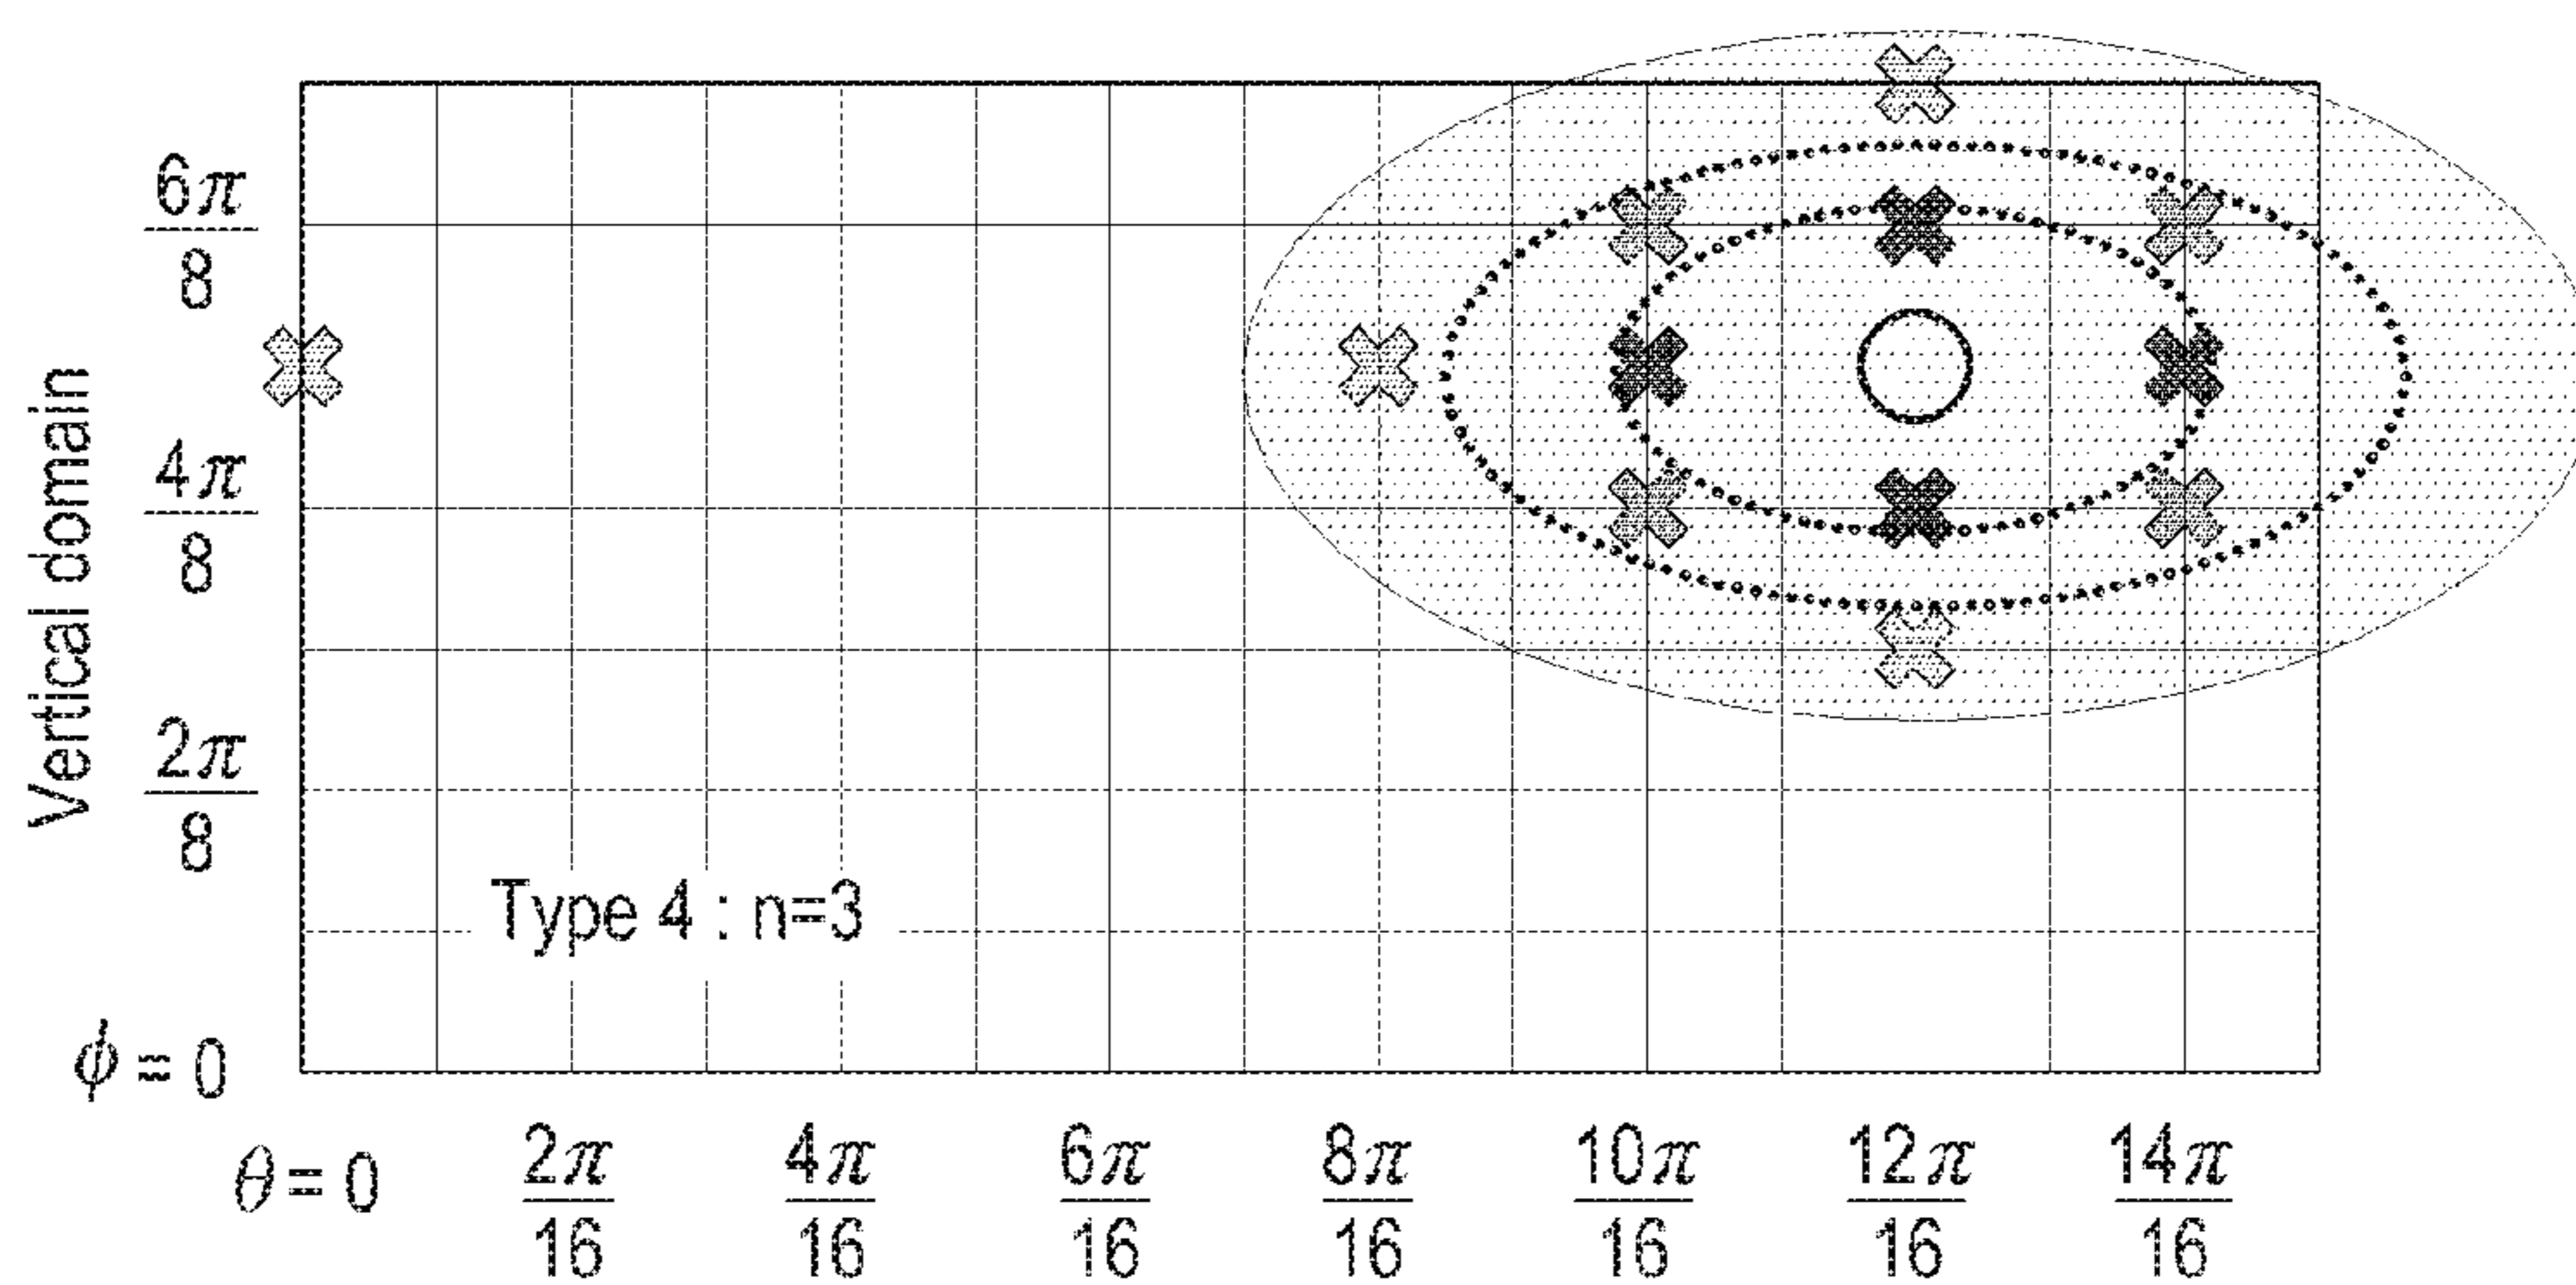 Vertical domain
6π
8
4π
8
2π
8
Type 4 : n=3
ϕ = 0
θ = 0
2π
16
4π
16
6π
16
8π
16
10π
16
12π
16
14π
16